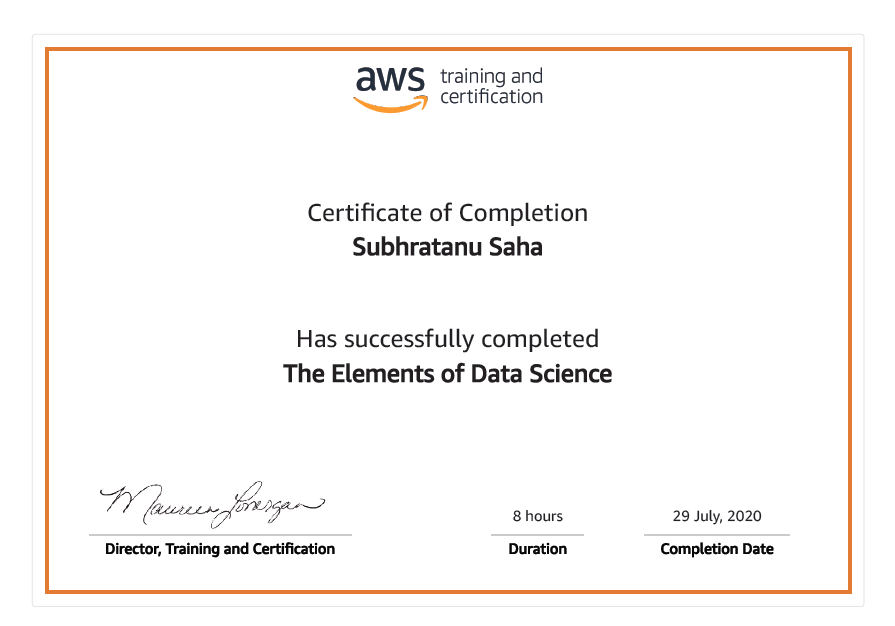 aws training and
certification
Certificate of Completion
Subhratanu Saha
Has successfully completed
The Elements of Data Science
Maureen Lonergan
8 hours
29 July, 2020
Director, Training and Certification
Duration
Completion Date